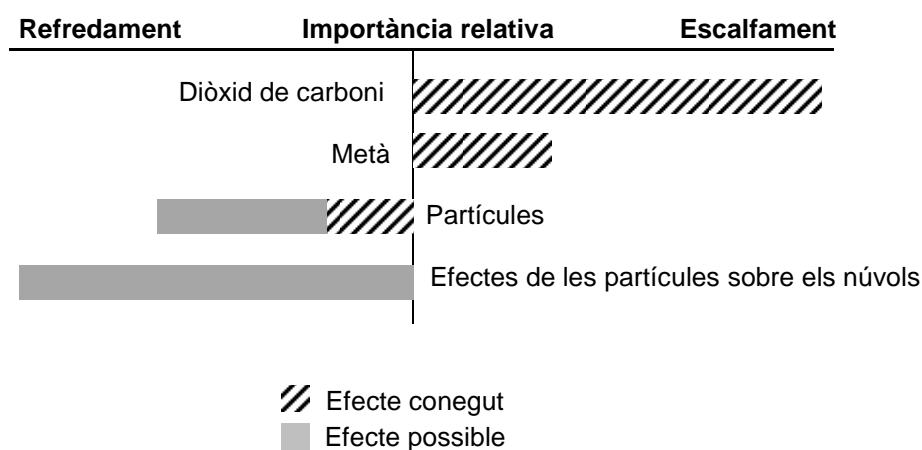 Refredament Importància relativa Escalfament
Diòxid de carboni
Metà
Partícules
Efectes de les partícules sobre els núvols
Efecte conegut
Efecte possible